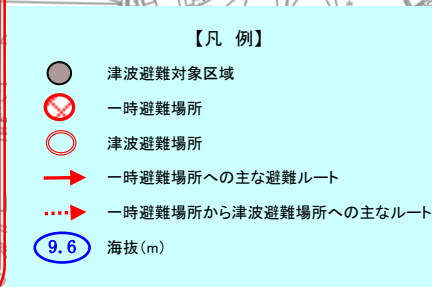 【凡 例】
津波避難対象区域
一時避難場所
津波避難場所
一時避難場所への主な避難ルート
一時避難場所から津波避難場所への主なルート
9.6 海抜(m)